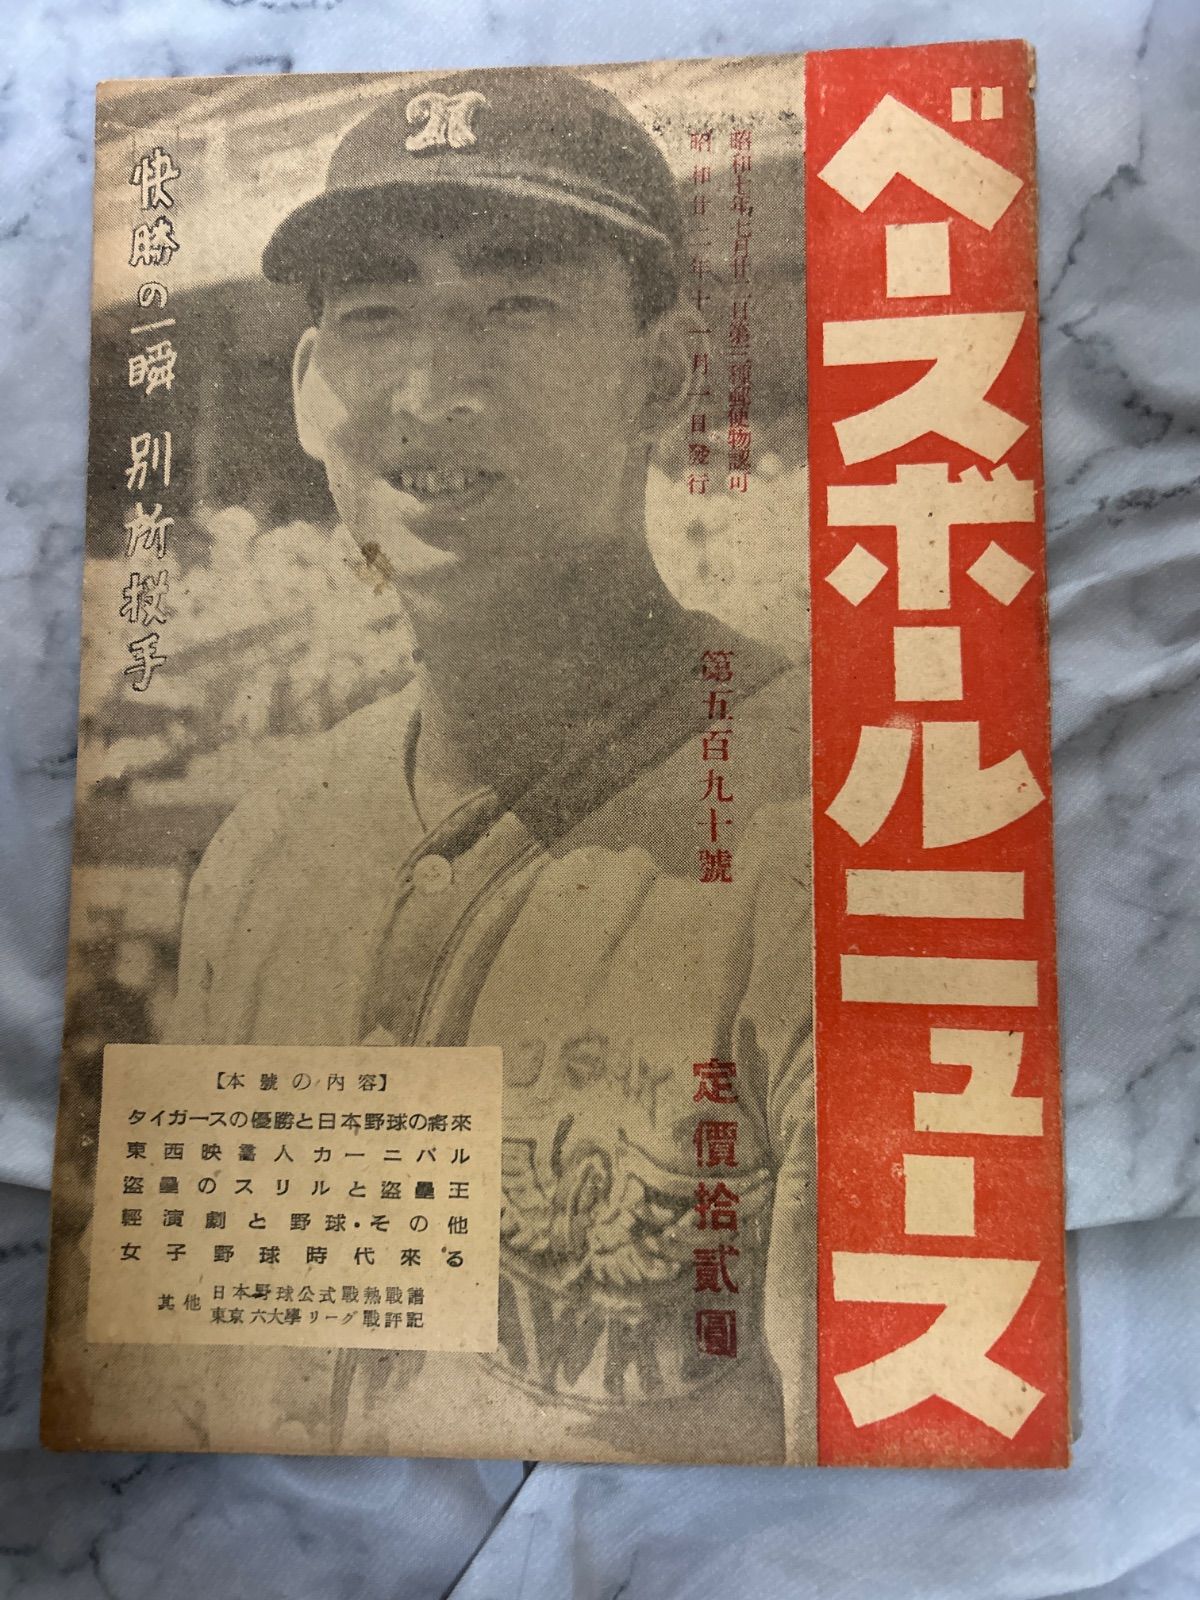 ベースボールニュース
昭和七年七月廿二日第三種郵便物認可
昭和廿二年十一月一日發行
第五百九十號
定價拾貳圓
快勝の一瞬 別所投手
【本號の内容】
タイガースの優勝と日本野球の將來
東西映畫人カーニバル
盗壘のスリルと盗壘王
輕演劇と野球・その他
女子野球時代來る
其他 日本野球公式戰熱戰譜
東京六大學リーグ戰評記